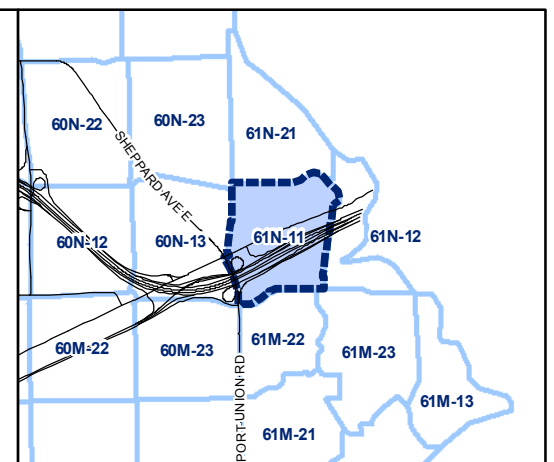 60N-22
60N-23
61N-21
SHEPPARD AVE E
60N-12
60N-13
61N-11
61N-12
60M-22
60M-23
61M-22
61M-23
PORT UNION RD
61M-13
61M-21